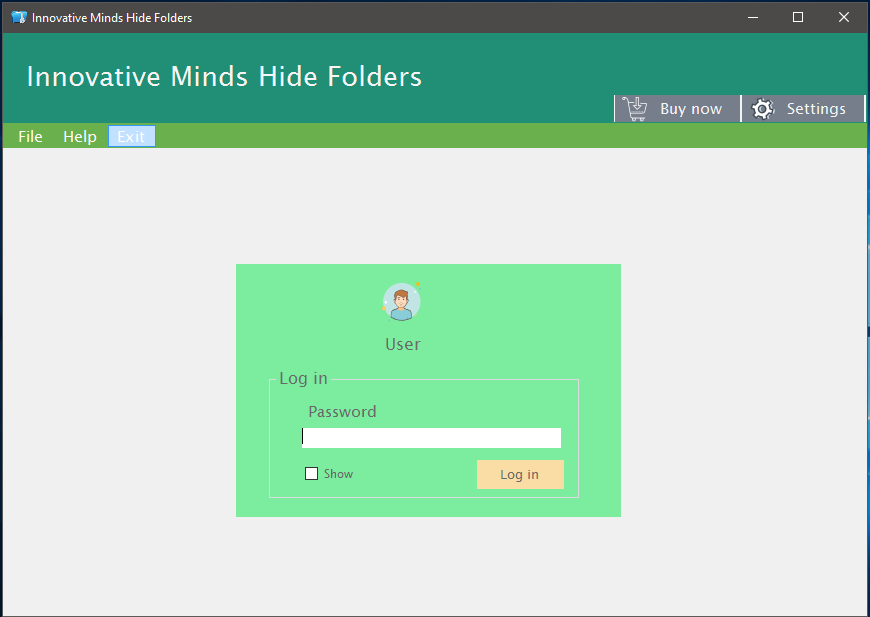 Innovative Minds Hide Folders
Innovative Minds Hide Folders
Buy now Settings
File Help Exit
User
Log in
Password
Show Log in